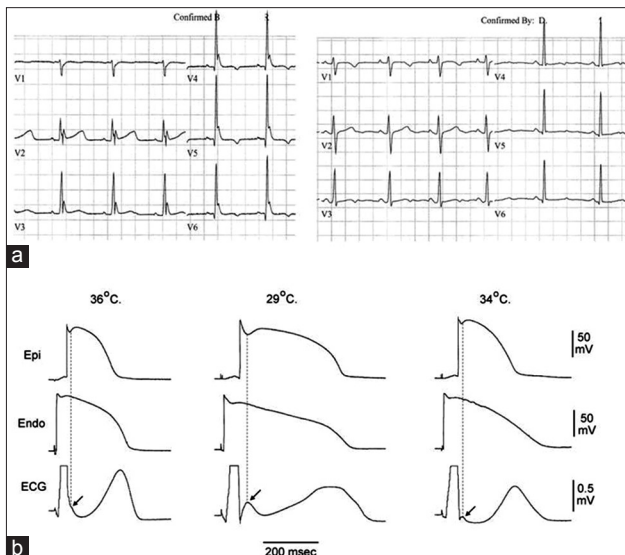 Confirmed B
Confirmed By: D.
V1
V4
V1
V4
V2
V5
V2
V5
V3
V6
V3
V6
a
36°C.
29°C.
34°C.
Epi
50
mV
Endo
50
mV
ECG
0.5
mV
200 msec
b